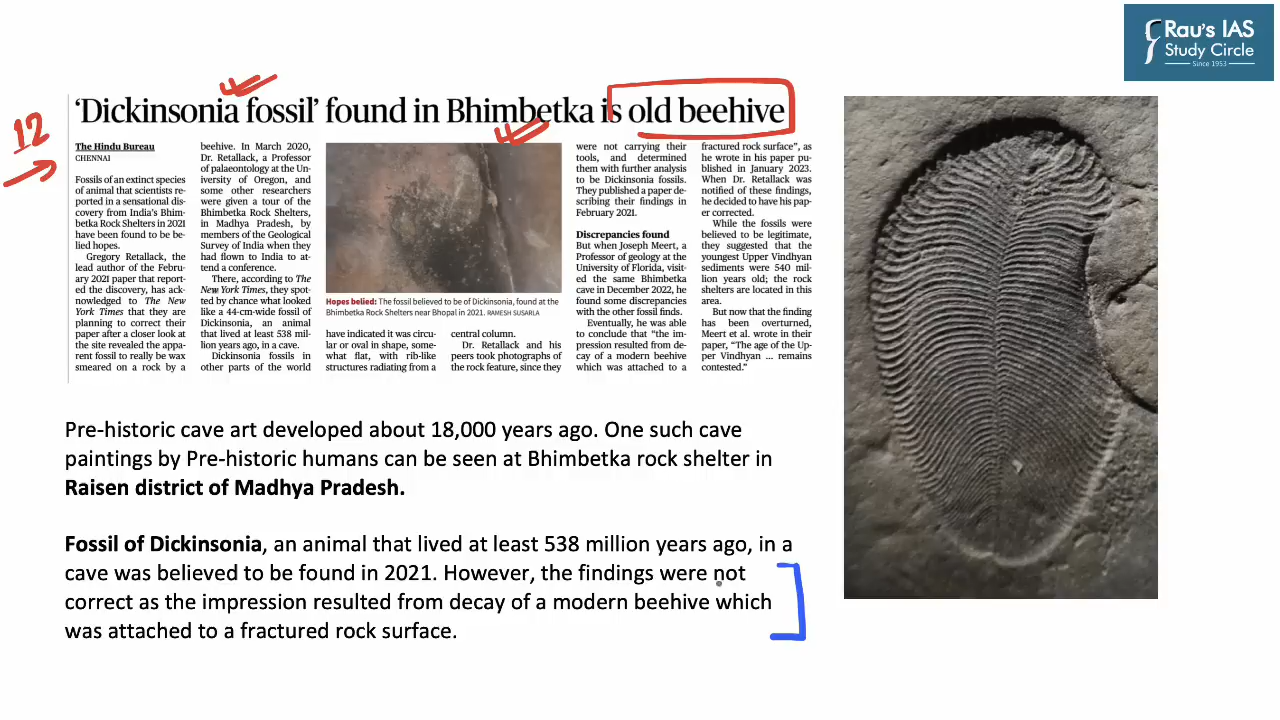 Rau's IAS
Study Circle
Since 1953
'Dickinsonia fossil' found in Bhimbetka is old beehive
12
The Hindu Bureau
CHENNAI
Fossils of an extinct species
of animal that scientists re-
ported in a sensational dis-
covery from India's Bhim-
betka Rock Shelters in 2021
have been found to be be-
lied hopes.
Gregory Retallack, the
lead author of the Febru-
ary 2021 paper that report-
ed the discovery, has ack-
nowledged to The New
York Times that they are
planning to correct their
paper after a closer look at
the site revealed the appa-
rent fossil to really be wax
smeared on a rock by a
beehive. In March 2020,
Dr. Retallack, a Professor
of palaeontology at the Un-
iversity of Oregon, and
some other researchers
were given a tour of the
Bhimbetka Rock Shelters,
in Madhya Pradesh, by
members of the Geological
Survey of India when they
had flown to India to at-
tend a conference.
There, according to The
New York Times, they spot-
ted by chance what looked
like a 44-cm-wide fossil of
Dickinsonia, an animal
that lived at least 538 mil-
lion years ago, in a cave.
Dickinsonia fossils in
other parts of the world
Hopes belied: The fossil believed to be of Dickinsonia, found at the
Bhimbetka Rock Shelters near Bhopal in 2021. RAMESH SUSARLA
have indicated it was circu-
lar or oval in shape, some-
what flat, with rib-like
structures radiating from a
central column.
Dr. Retallack and his
peers took photographs of
the rock feature, since they
were not carrying their
tools, and determined
them with further analysis
to be Dickinsonia fossils.
They published a paper de-
scribing their findings in
February 2021.
Discrepancies found
But when Joseph Meert, a
Professor of geology at the
University of Florida, visit-
ed the same Bhimbetka
cave in December 2022, he
found some discrepancies
with the other fossil finds.
Eventually, he was able
to conclude that “the im-
pression resulted from de-
cay of a modern beehive
which was attached to a
fractured rock surface”, as
he wrote in his paper pu-
blished in January 2023.
When Dr. Retallack was
notified of these findings,
he decided to have his pap-
er corrected.
While the fossils were
believed to be legitimate,
they suggested that the
youngest Upper Vindhyan
sediments were 540 mil-
lion years old; the rock
shelters are located in this
area.
But now that the finding
has been overturned,
Meert et al. wrote in their
paper, “The age of the Up-
per Vindhyan ... remains
contested.”
Pre-historic cave art developed about 18,000 years ago. One such cave
paintings by Pre-historic humans can be seen at Bhimbetka rock shelter in
Raisen district of Madhya Pradesh.
Fossil of Dickinsonia, an animal that lived at least 538 million years ago, in a
cave was believed to be found in 2021. However, the findings were not
correct as the impression resulted from decay of a modern beehive which
was attached to a fractured rock surface.